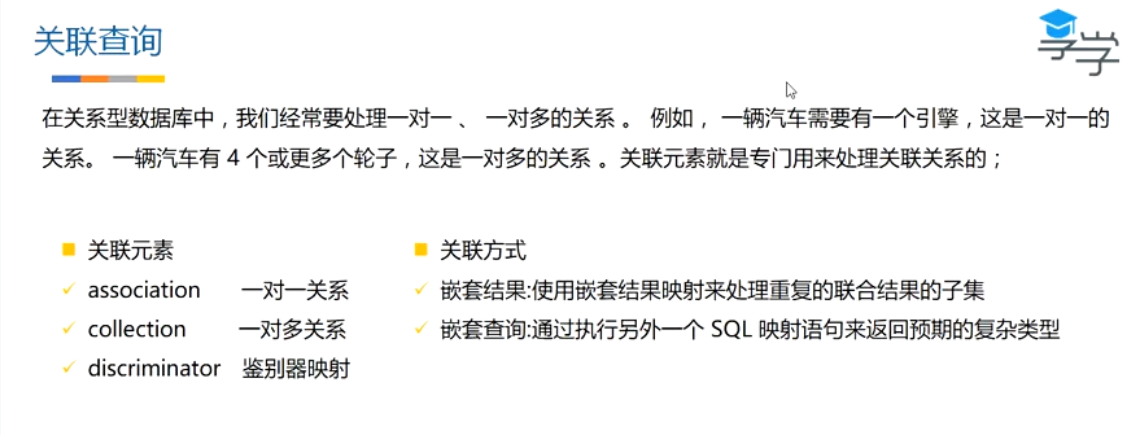 关联查询
享学
在关系型数据库中，我们经常要处理一对一 、 一对多的关系 。 例如， 一辆汽车需要有一个引擎，这是一对一的
关系。 一辆汽车有 4 个或更多个轮子，这是一对多的关系 。关联元素就是专门用来处理关联关系的；
关联元素
association 一对一关系
collection 一对多关系
discriminator 鉴别器映射
关联方式
嵌套结果:使用嵌套结果映射来处理重复的联合结果的子集
嵌套查询:通过执行另外一个 SQL 映射语句来返回预期的复杂类型